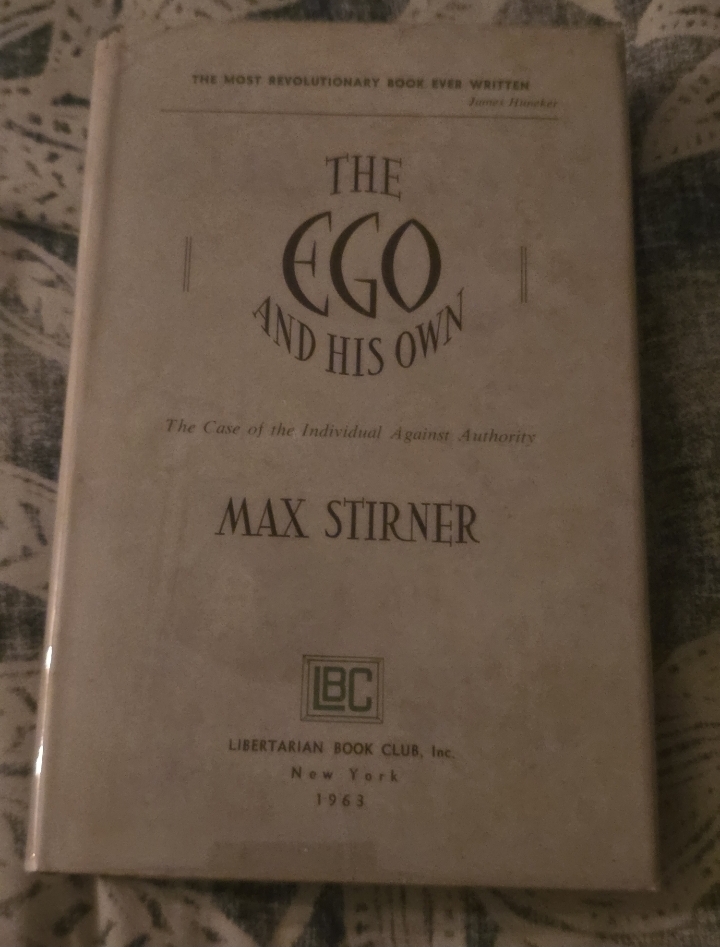 THE MOST REVOLUTIONARY BOOK EVER WRITTEN
James Huneker
THE
EGO
AND HIS OWN
The Case of the Individual Against Authority
MAX STIRNER
LBC
LIBERTARIAN BOOK CLUB, Inc.
New York
1963